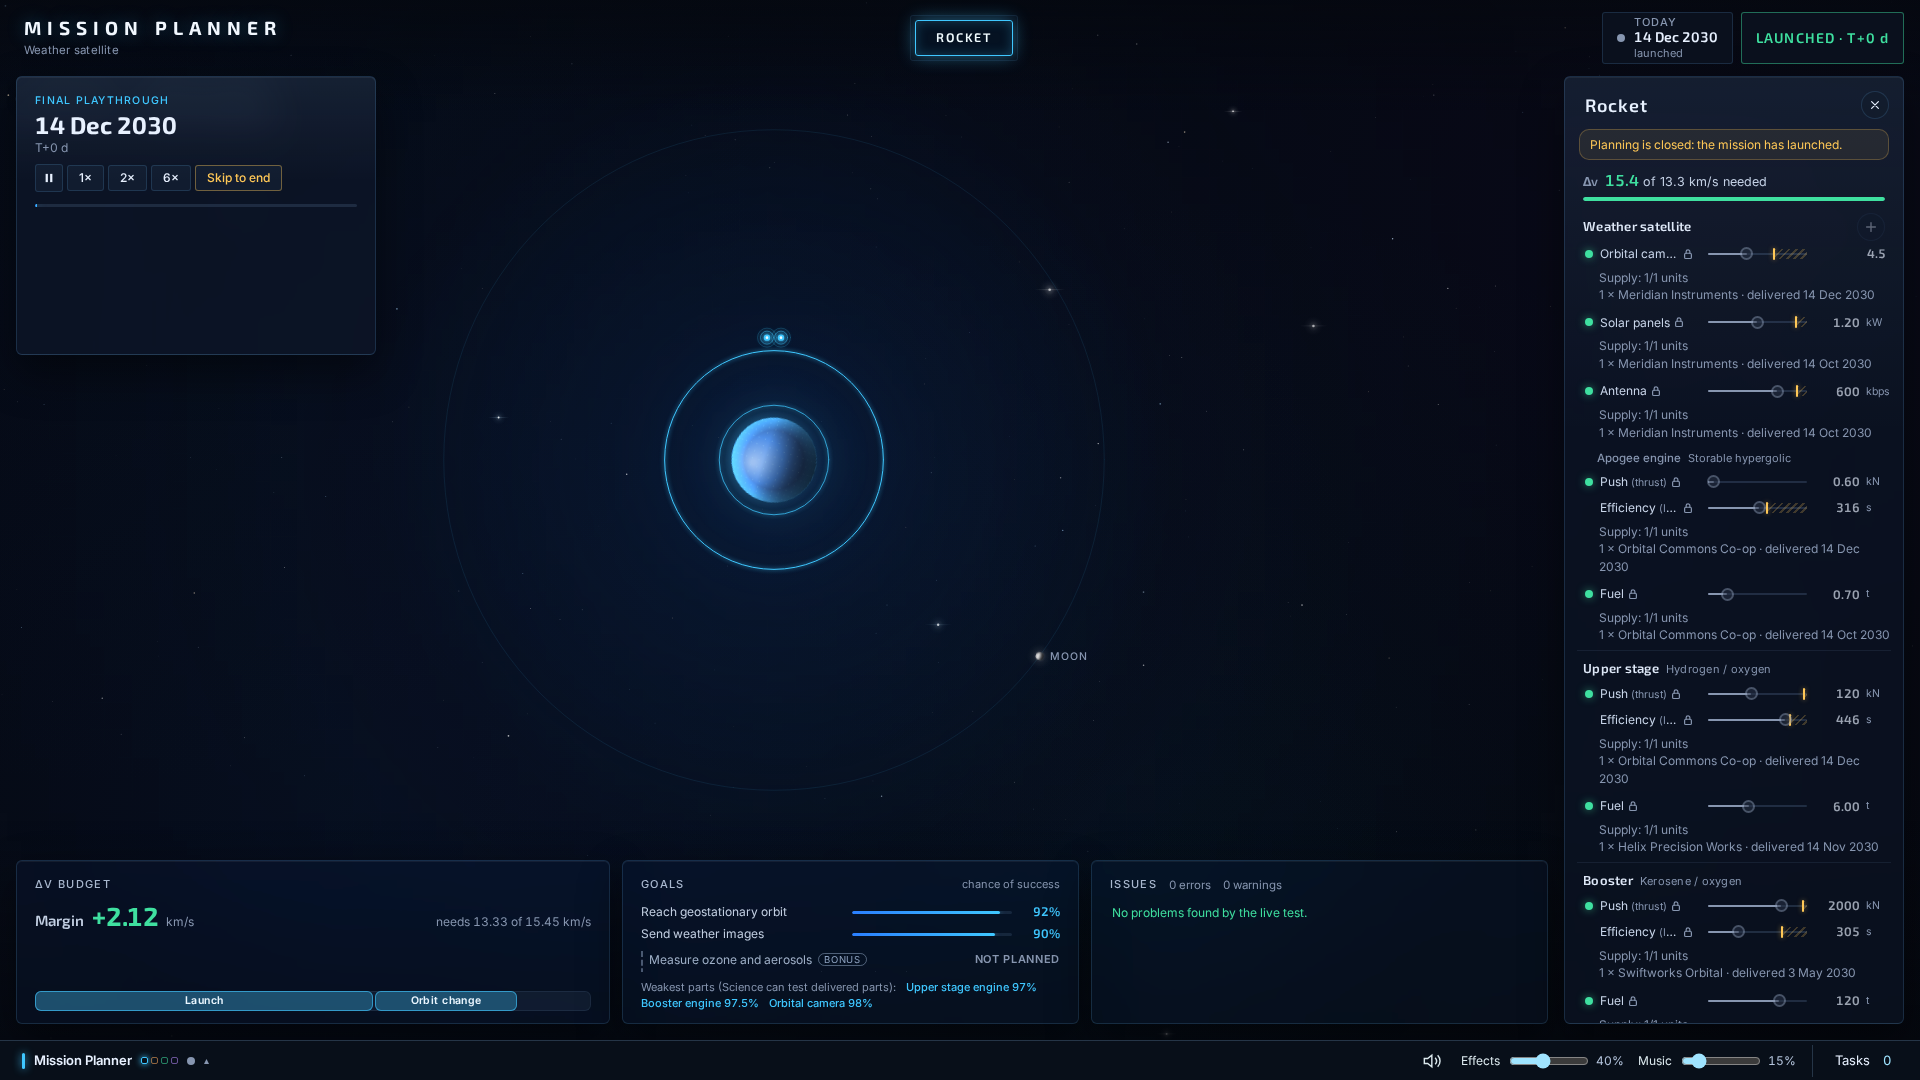 MISSION PLANNER
Weather satellite
ROCKET
TODAY
14 Dec 2030
launched
LAUNCHED · T+0 d
FINAL PLAYTHROUGH
14 Dec 2030
T+0 d
1× 2× 6× Skip to end
MOON
Rocket
Planning is closed: the mission has launched.
Δv 15.4 of 13.3 km/s needed
Weather satellite
Orbital cam... 4.5
Supply: 1/1 units
1 × Meridian Instruments · delivered 14 Dec 2030
Solar panels 1.20 kW
Supply: 1/1 units
1 × Meridian Instruments · delivered 14 Oct 2030
Antenna 600 kbps
Supply: 1/1 units
1 × Meridian Instruments · delivered 14 Oct 2030
Apogee engine Storable hypergolic
Push (thrust) 0.60 kN
Efficiency (I... 316 s
Supply: 1/1 units
1 × Orbital Commons Co-op · delivered 14 Dec
2030
Fuel 0.70 t
Supply: 1/1 units
1 × Orbital Commons Co-op · delivered 14 Oct 2030
Upper stage Hydrogen / oxygen
Push (thrust) 120 kN
Efficiency (I... 446 s
Supply: 1/1 units
1 × Orbital Commons Co-op · delivered 14 Dec
2030
Fuel 6.00 t
Supply: 1/1 units
1 × Helix Precision Works · delivered 14 Nov 2030
Booster Kerosene / oxygen
Push (thrust) 2000 kN
Efficiency (I... 305 s
Supply: 1/1 units
1 × Swiftworks Orbital · delivered 3 May 2030
Fuel 120 t
ΔV BUDGET
Margin +2.12 km/s needs 13.33 of 15.45 km/s
Launch Orbit change
GOALS chance of success
Reach geostationary orbit 92%
Send weather images 90%
Measure ozone and aerosols BONUS NOT PLANNED
Weakest parts (Science can test delivered parts): Upper stage engine 97%
Booster engine 97.5% Orbital camera 98%
ISSUES 0 errors 0 warnings
No problems found by the live test.
Mission Planner
Effects 40% Music 15% Tasks 0